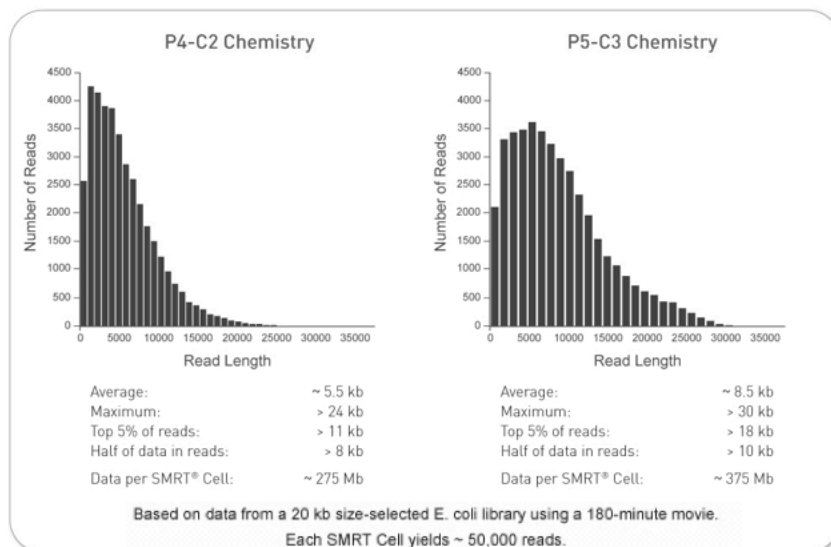 P4-C2 Chemistry
Number of Reads
4500
4000
3500
3000
2500
2000
1500
1000
500
0
0 5000 10000 15000 20000 25000 30000 35000
Read Length
Average: ~ 5.5 kb
Maximum: > 24 kb
Top 5% of reads: > 11 kb
Half of data in reads: > 8 kb
Data per SMRT® Cell: ~ 275 Mb
P5-C3 Chemistry
Number of Reads
4500
4000
3500
3000
2500
2000
1500
1000
500
0
0 5000 10000 15000 20000 25000 30000 35000
Read Length
Average: ~ 8.5 kb
Maximum: > 30 kb
Top 5% of reads: > 18 kb
Half of data in reads: > 10 kb
Data per SMRT® Cell: ~ 375 Mb
Based on data from a 20 kb size-selected E. coli library using a 180-minute movie.
Each SMRT Cell yields ~ 50,000 reads.